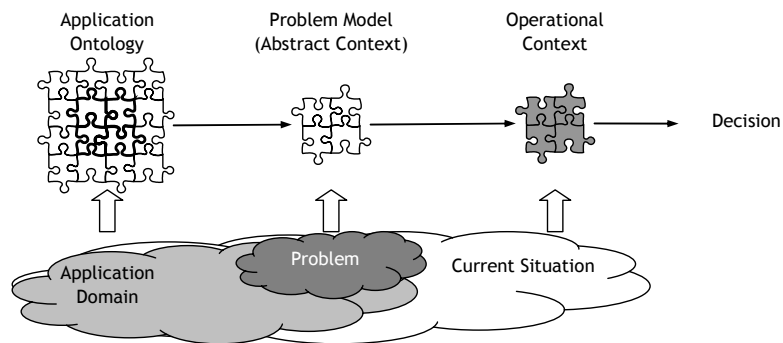 Application
Ontology
Problem Model
(Abstract Context)
Operational
Context
Decision
Application
Domain
Problem
Current Situation